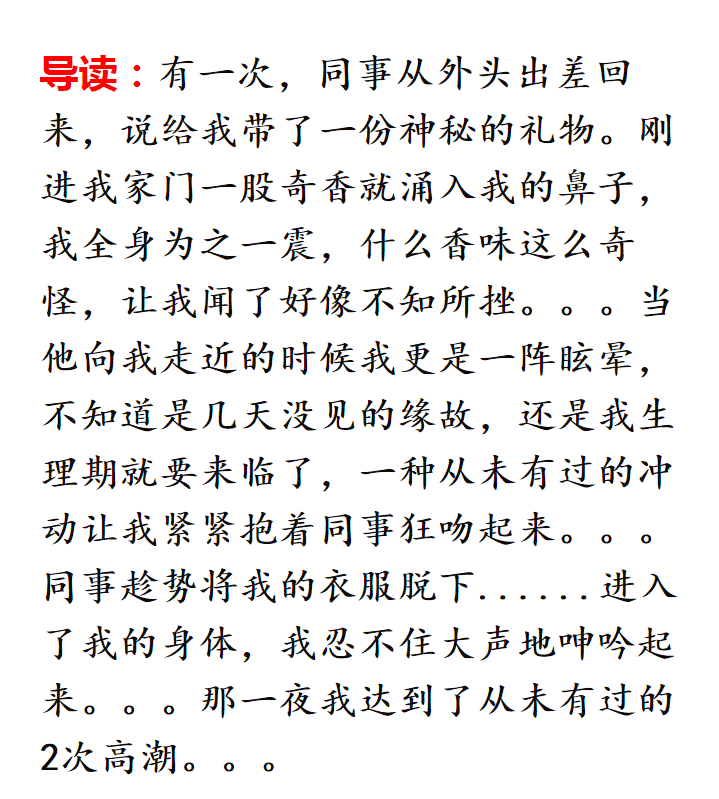 导读：有一次，同事从外头出差回
来，说给我带了一份神秘的礼物。刚
进我家门一股奇香就涌入我的鼻子，
我全身为之一震，什么香味这么奇
怪，让我闻了好像不知所挫。。。当
他向我走近的时候我更是一阵眩晕，
不知道是几天没见的缘故，还是我生
理期就要来临了，一种从未有过的冲
动让我紧紧抱着同事狂吻起来。。。
同事趁势将我的衣服脱下......进入
了我的身体，我忍不住大声地呻吟起
来。。。那一夜我达到了从未有过的
2次高潮。。。